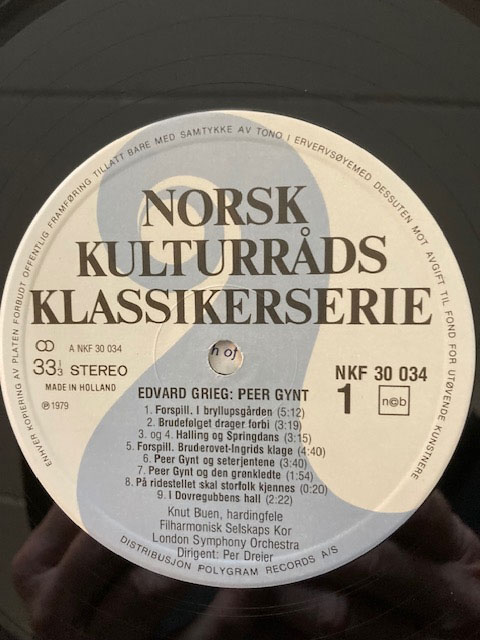 ENHVER KOPIERING AV PLATEN FORBUDT OFFENTLIG FRAMFØRING TILLATT BARE MED SAMTYKKE AV TONO I ERVERVSØYEMED DESSUTEN MOT AVGIFT TIL FOND FOR UTØVENDE KUNSTNERE
NORSK
KULTURRÅDS
KLASSIKERSERIE
A NKF 30 034
33⅓ STEREO
MADE IN HOLLAND
℗ 1979
n of
NKF 30 034
1 n©b
EDVARD GRIEG: PEER GYNT
1. Forspill. I bryllupsgården (5:12)
2. Brudefølget drager forbi (3:19)
3. og 4. Halling og Springdans (3:15)
5. Forspill. Bruderovet-Ingrids klage (4:40)
6. Peer Gynt og seterjentene (3:40)
7. Peer Gynt og den grønkledte (1:54)
8. På ridestellet skal storfolk kjennes (0:20)
9. I Dovregubbens hall (2:22)
Knut Buen, hardingfele
Filharmonisk Selskaps Kor
London Symphony Orchestra
Dirigent: Per Dreier
DISTRIBUSJON POLYGRAM RECORDS A/S